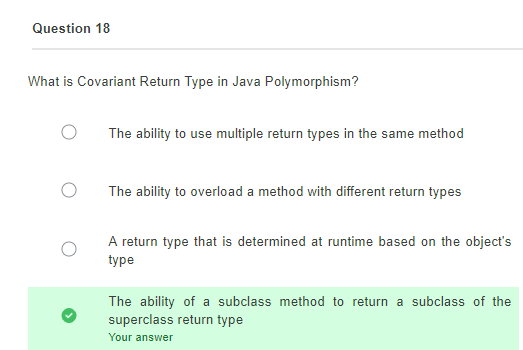 Question 18
What is Covariant Return Type in Java Polymorphism?
The ability to use multiple return types in the same method
The ability to overload a method with different return types
A return type that is determined at runtime based on the object's
type
The ability of a subclass method to return a subclass of the
superclass return type
Your answer